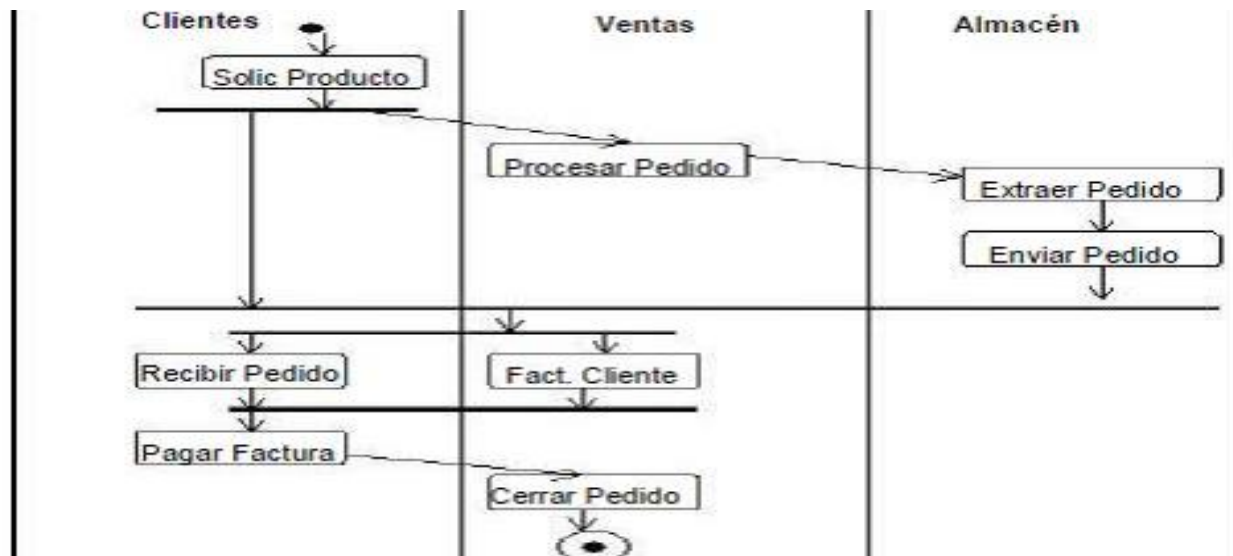 Clientes
Ventas
Almacén
Solic Producto
Procesar Pedido
Extraer Pedido
Enviar Pedido
Recibir Pedido
Fact. Cliente
Pagar Factura
Cerrar Pedido